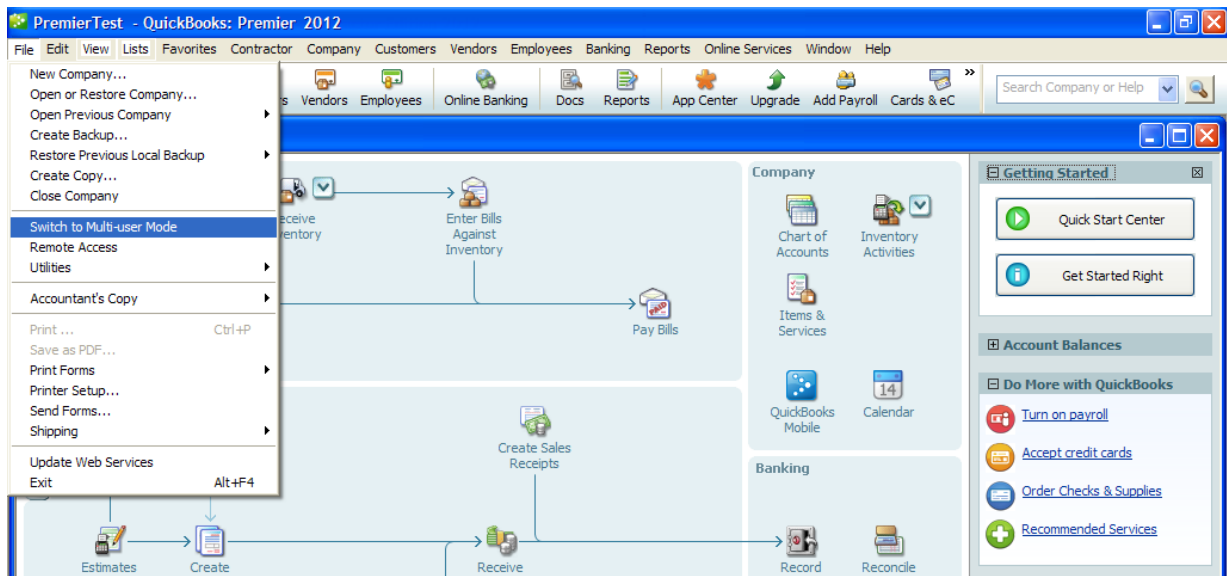 PremierTest - QuickBooks: Premier 2012
File Edit View Lists Favorites Contractor Company Customers Vendors Employees Banking Reports Online Services Window Help
Vendors Employees Online Banking Docs Reports App Center Upgrade Add Payroll Cards & eC
Search Company or Help
New Company...
Open or Restore Company...
Open Previous Company
Create Backup...
Restore Previous Local Backup
Create Copy...
Close Company
Switch to Multi-user Mode
Remote Access
Utilities
Accountant's Copy
Print ... Ctrl+P
Save as PDF...
Print Forms
Printer Setup...
Send Forms...
Shipping
Update Web Services
Exit Alt+F4
Enter Bills
Against
Inventory
Pay Bills
Create Sales
Receipts
Estimates
Create
Receive
Company
Chart of
Accounts
Inventory
Activities
Items &
Services
QuickBooks
Mobile
14
Calendar
Banking
Record
Reconcile
Getting Started
Quick Start Center
Get Started Right
Account Balances
Do More with QuickBooks
Turn on payroll
Accept credit cards
Order Checks & Supplies
Recommended Services